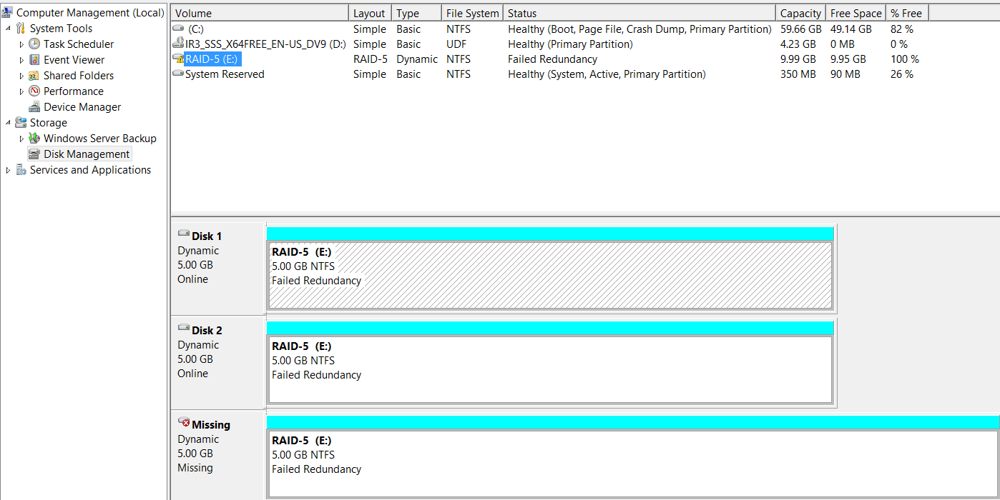 Computer Management (Local)
System Tools
Task Scheduler
Event Viewer
Shared Folders
Performance
Device Manager
Storage
Windows Server Backup
Disk Management
Services and Applications
Volume Layout Type File System Status Capacity Free Space % Free
(C:) Simple Basic NTFS Healthy (Boot, Page File, Crash Dump, Primary Partition) 59.66 GB 49.14 GB 82 %
IR3_SSS_X64FREE_EN-US_DV9 (D:) Simple Basic UDF Healthy (Primary Partition) 4.23 GB 0 MB 0 %
RAID-5 (E:) RAID-5 Dynamic NTFS Failed Redundancy 9.99 GB 9.95 GB 100 %
System Reserved Simple Basic NTFS Healthy (System, Active, Primary Partition) 350 MB 90 MB 26 %
Disk 1
Dynamic
5.00 GB
Online
RAID-5 (E:)
5.00 GB NTFS
Failed Redundancy
Disk 2
Dynamic
5.00 GB
Online
RAID-5 (E:)
5.00 GB NTFS
Failed Redundancy
Missing
Dynamic
5.00 GB
Missing
RAID-5 (E:)
5.00 GB NTFS
Failed Redundancy